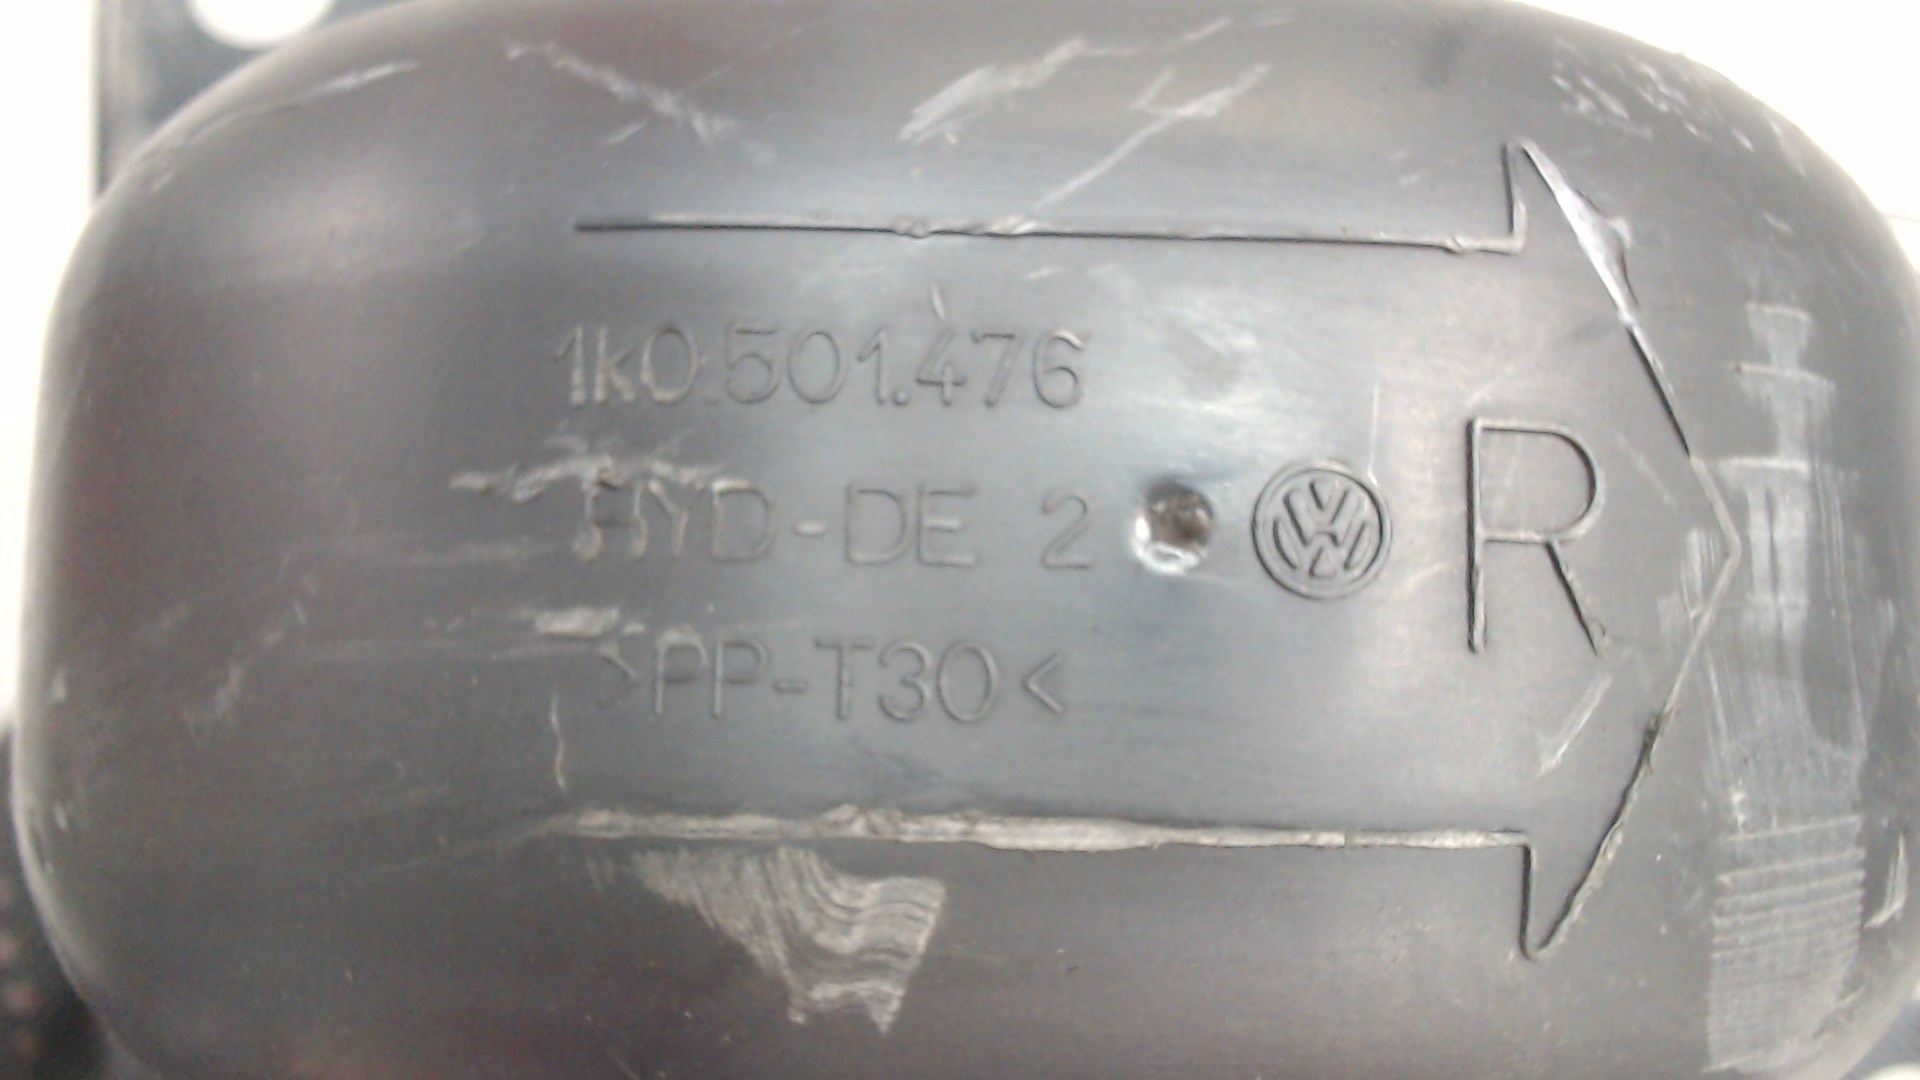 1K0.501.476
HYD-DE 2
R
>PP-T30<